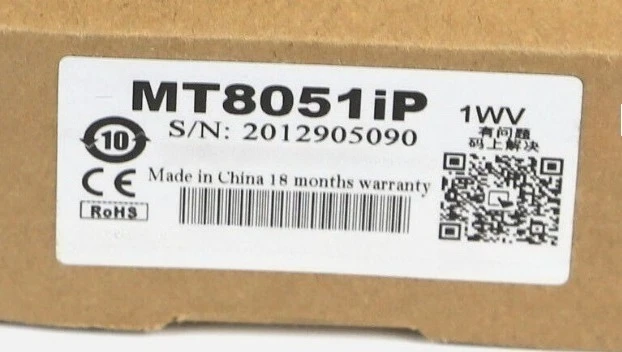 MT8051iP 1WV
S/N: 2012905090
10
有问题
码上解决
CE Made in China 18 months warranty
RoHS